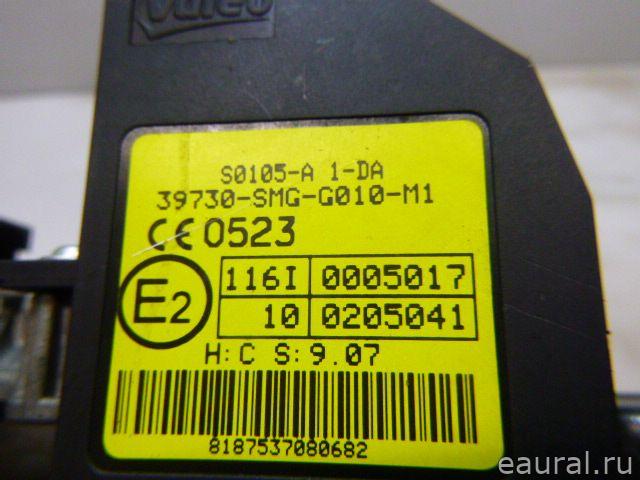 Valeo
S0105-A 1-DA
39730-SMG-G010-M1
CE 0523
E2
116I 0005017
10 0205041
H: C S: 9.07
8187537080682
eaural.ru